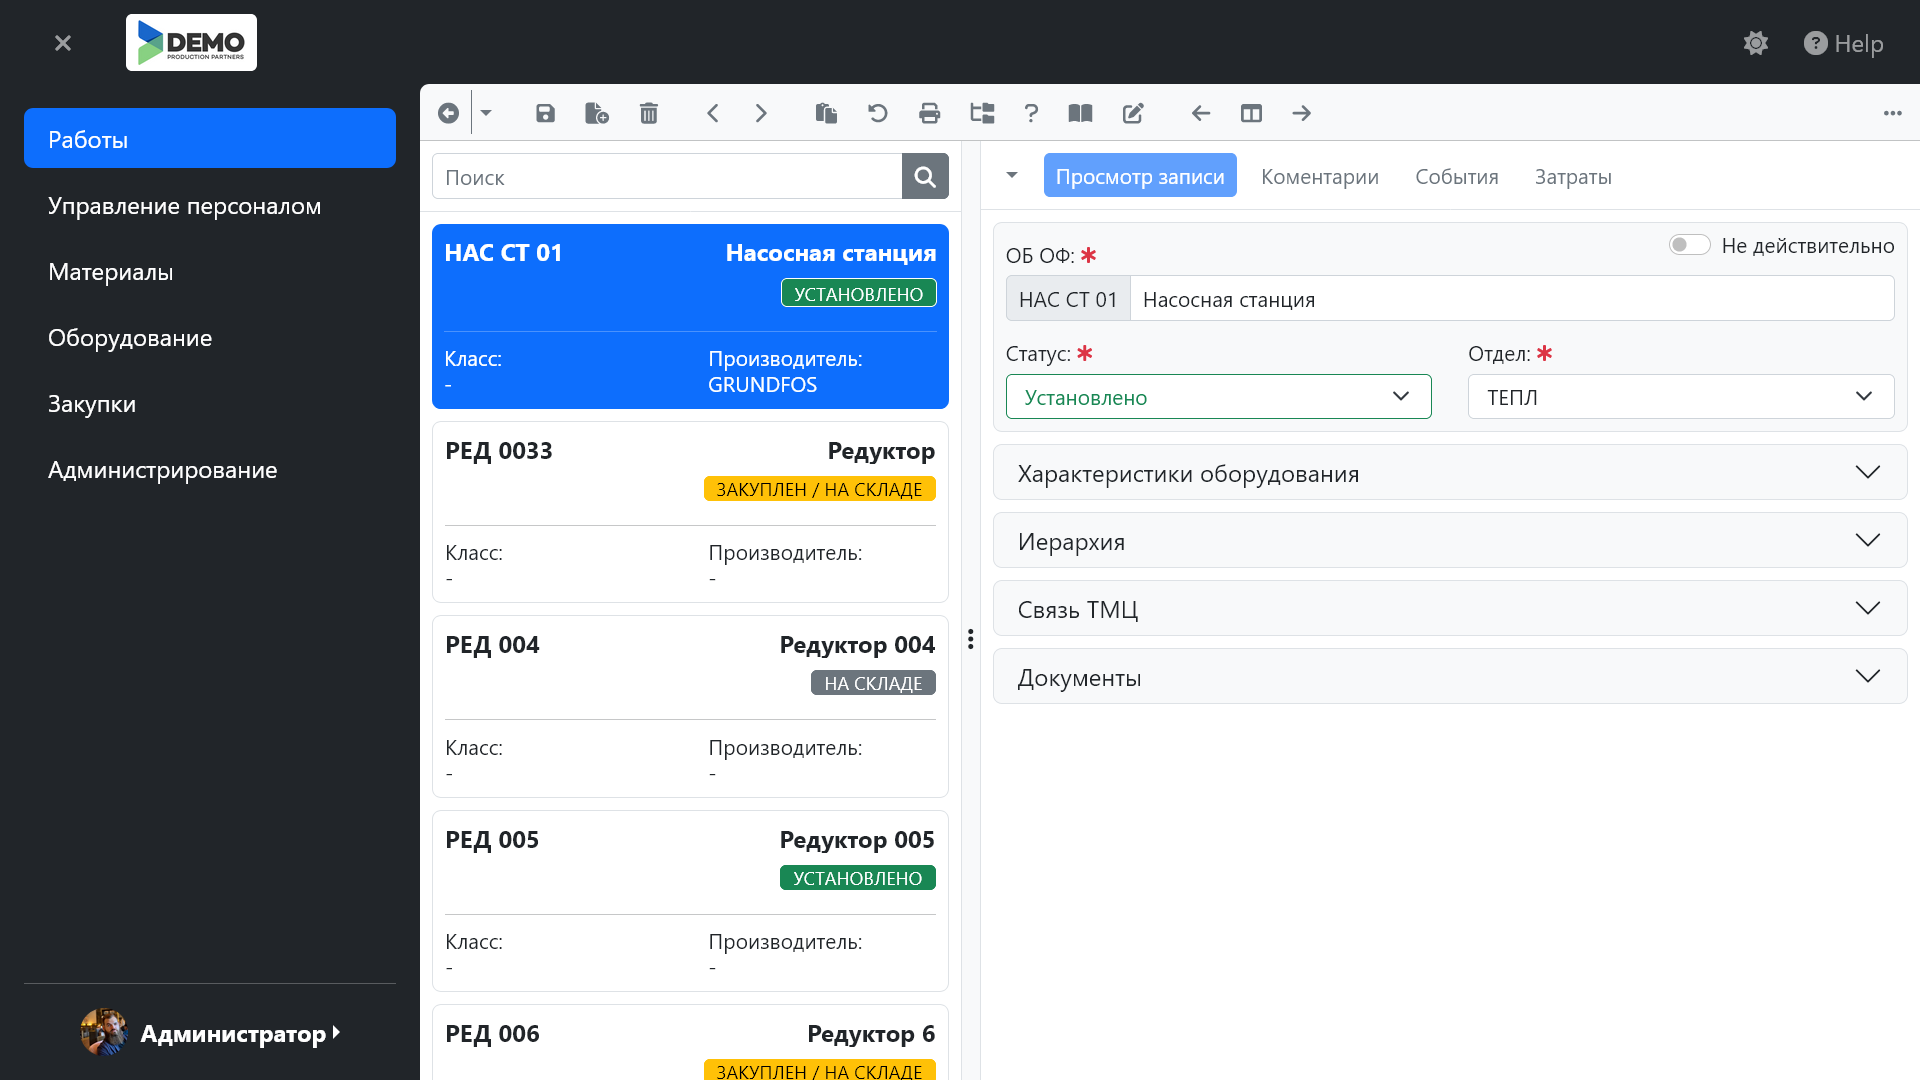 DEMO
PRODUCTION PARTNERS
Help
Работы
Управление персоналом
Материалы
Оборудование
Закупки
Администрирование
Администратор
Поиск
НАС СТ 01 Насосная станция
УСТАНОВЛЕНО
Класс: Производитель:
- GRUNDFOS
РЕД 0033 Редуктор
ЗАКУПЛЕН / НА СКЛАДЕ
Класс: Производитель:
- -
РЕД 004 Редуктор 004
НА СКЛАДЕ
Класс: Производитель:
- -
РЕД 005 Редуктор 005
УСТАНОВЛЕНО
Класс: Производитель:
- -
РЕД 006 Редуктор 6
ЗАКУПЛЕН / НА СКЛАДЕ
Просмотр записи Коментарии События Затраты
ОБ ОФ: * Не действительно
НАС СТ 01 Насосная станция
Статус: * Отдел: *
Установлено ТЕПЛ
Характеристики оборудования
Иерархия
Связь ТМЦ
Документы